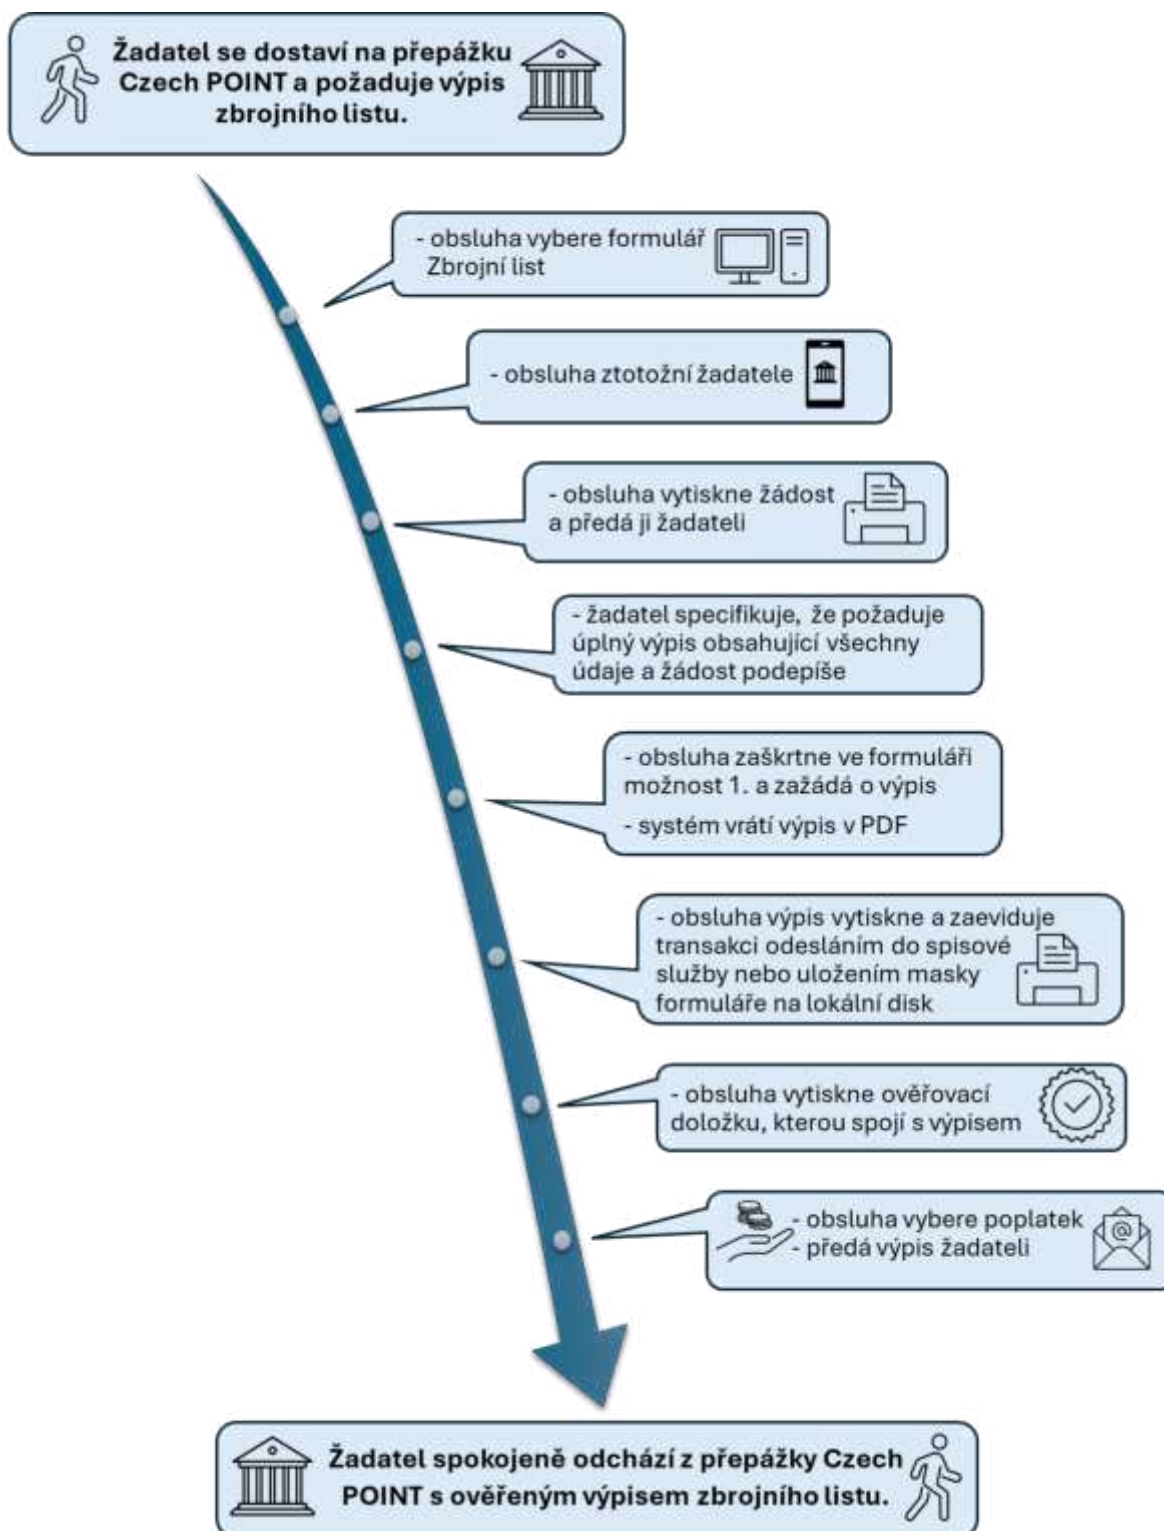 Žadatel se dostaví na přepážku
Czech POINT a požaduje výpis
zbrojního listu.
- obsluha vybere formulář
Zbrojní list
- obsluha ztotožní žadatele
- obsluha vytiskne žádost
a předá ji žadateli
- žadatel specifikuje, že požaduje
úplný výpis obsahující všechny
údaje a žádost podepíše
- obsluha zaškrtne ve formuláři
možnost 1. a zažádá o výpis
- systém vrátí výpis v PDF
- obsluha výpis vytiskne a zaeviduje
transakci odesláním do spisové
služby nebo uložením masky
formuláře na lokální disk
- obsluha vytiskne ověřovací
doložku, kterou spojí s výpisem
- obsluha vybere poplatek
- předá výpis žadateli
@
Žadatel spokojeně odchází z přepážky Czech
POINT s ověřeným výpisem zbrojního listu.